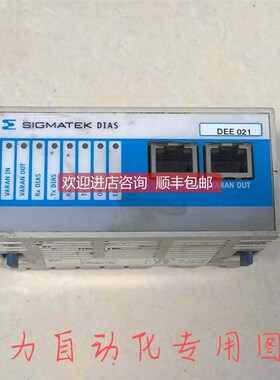 SIGMATEK DIAS
DEE 021
VARAN IN
VARAN OUT
Rx DIAS
Tx DIAS
VARAN OUT
欢迎进店咨询 顺丰包邮
力自动化专用图